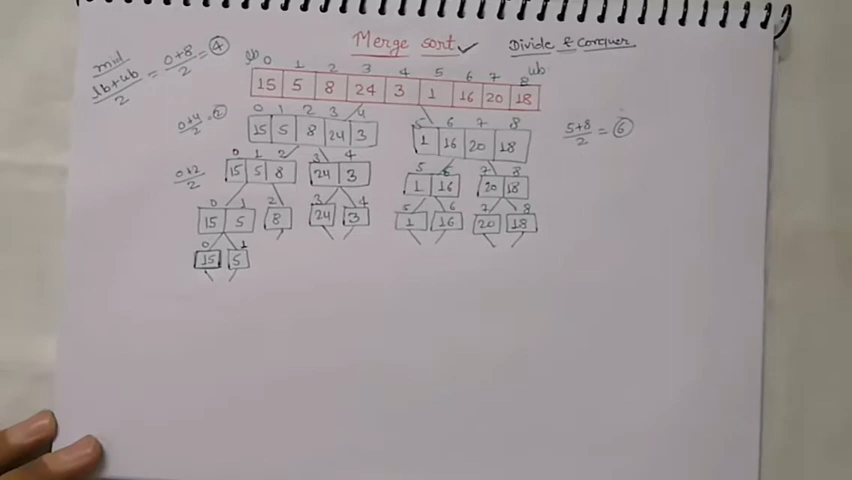 Merge sort ✓ Divide & Conquer
mid
lb+ub/2 = 0+8/2 = 4
lb ub
0 1 2 3 4 5 6 7 8
15 5 8 24 3 1 16 20 18
0+4/2 = 2
0 1 2 3 4 5 6 7 8
15 5 8 24 3 1 16 20 18
5+8/2 = 6
0+2/2
0 1 2 3 4 5 6 7 8
15 5 8 24 3 1 16 20 18
0 1 2 3 4 5 6 7 8
15 5 8 24 3 1 16 20 18
0 1
15 5